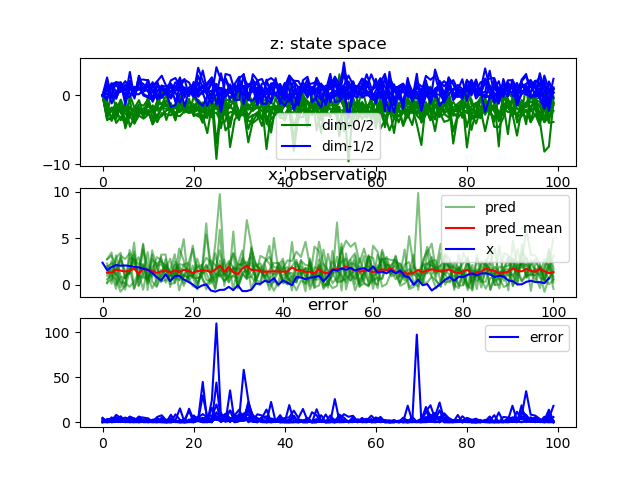 z: state space
0
−10
dim-0/2
dim-1/2
0 20 40 60 80 100
x: observation
10
5
0
pred
pred_mean
x
0 20 40 60 80 100
error
100
50
0
error
0 20 40 60 80 100